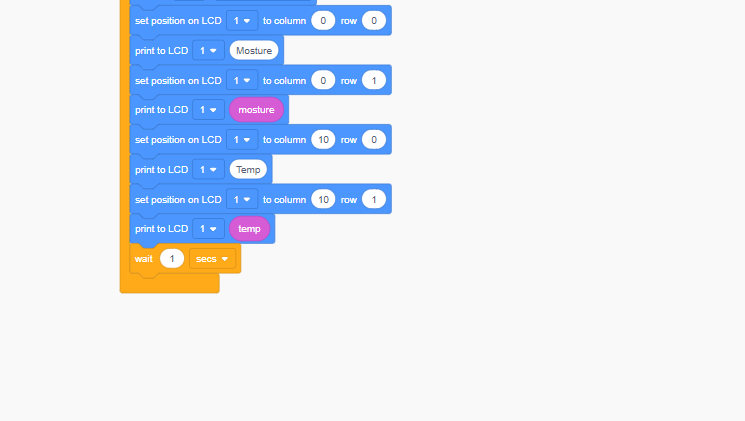 set position on LCD 1 to column 0 row 0
print to LCD 1 Mosture
set position on LCD 1 to column 0 row 1
print to LCD 1 mosture
set position on LCD 1 to column 10 row 0
print to LCD 1 Temp
set position on LCD 1 to column 10 row 1
print to LCD 1 temp
wait 1 secs